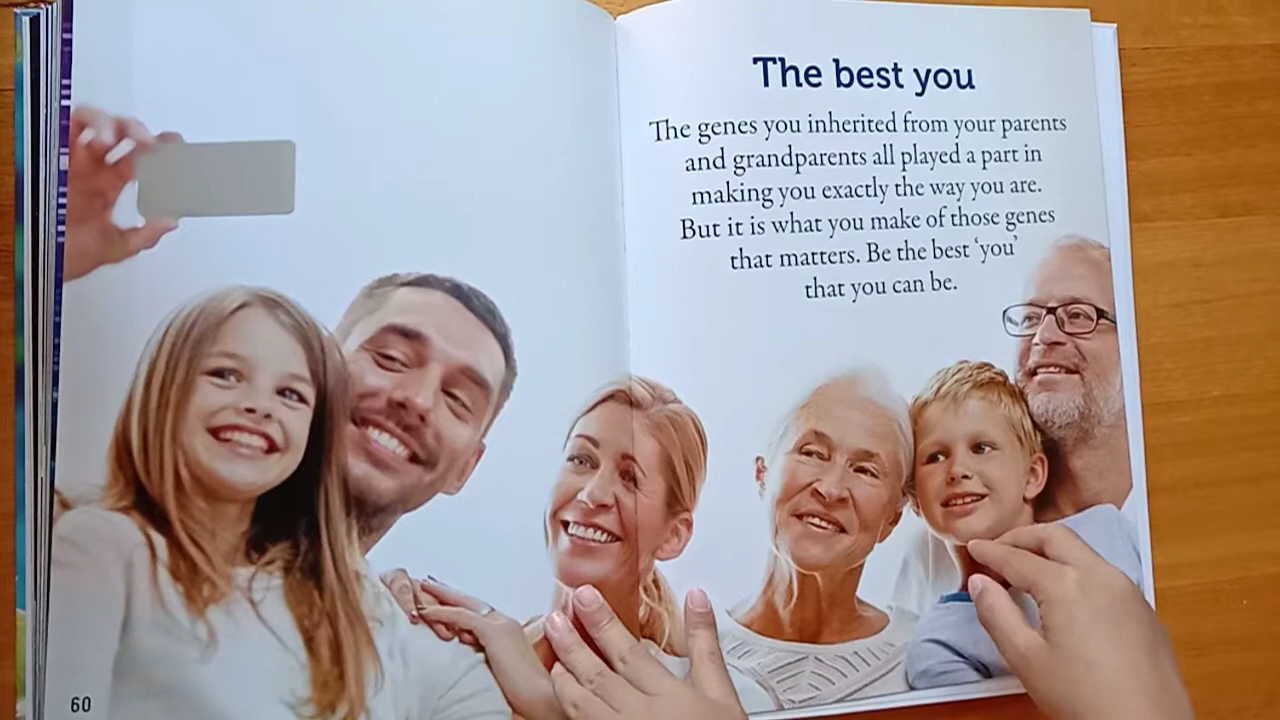 The best you
The genes you inherited from your parents
and grandparents all played a part in
making you exactly the way you are.
But it is what you make of those genes
that matters. Be the best ‘you’
that you can be.
60